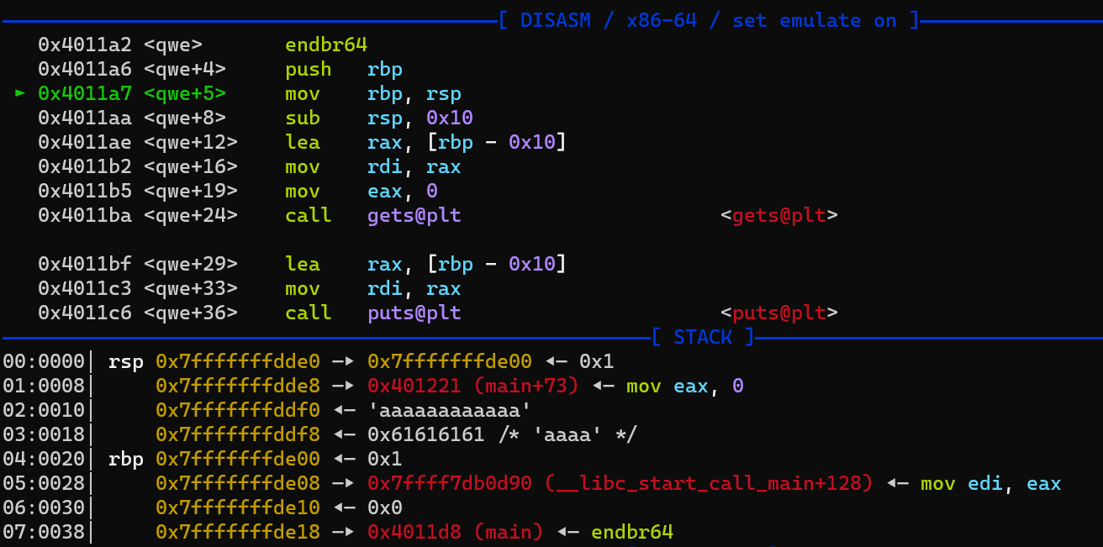 [ DISASM / x86-64 / set emulate on ]
0x4011a2 <qwe> endbr64
0x4011a6 <qwe+4> push rbp
► 0x4011a7 <qwe+5> mov rbp, rsp
0x4011aa <qwe+8> sub rsp, 0x10
0x4011ae <qwe+12> lea rax, [rbp - 0x10]
0x4011b2 <qwe+16> mov rdi, rax
0x4011b5 <qwe+19> mov eax, 0
0x4011ba <qwe+24> call gets@plt <gets@plt>
0x4011bf <qwe+29> lea rax, [rbp - 0x10]
0x4011c3 <qwe+33> mov rdi, rax
0x4011c6 <qwe+36> call puts@plt <puts@plt>
[ STACK ]
00:0000│ rsp 0x7fffffffdde0 —▸ 0x7fffffffde00 ◂— 0x1
01:0008│ 0x7fffffffdde8 —▸ 0x401221 (main+73) ◂— mov eax, 0
02:0010│ 0x7fffffffddf0 ◂— 'aaaaaaaaaaaa'
03:0018│ 0x7fffffffddf8 ◂— 0x61616161 /* 'aaaa' */
04:0020│ rbp 0x7fffffffde00 ◂— 0x1
05:0028│ 0x7fffffffde08 —▸ 0x7ffff7db0d90 (__libc_start_call_main+128) ◂— mov edi, eax
06:0030│ 0x7fffffffde10 ◂— 0x0
07:0038│ 0x7fffffffde18 —▸ 0x4011d8 (main) ◂— endbr64